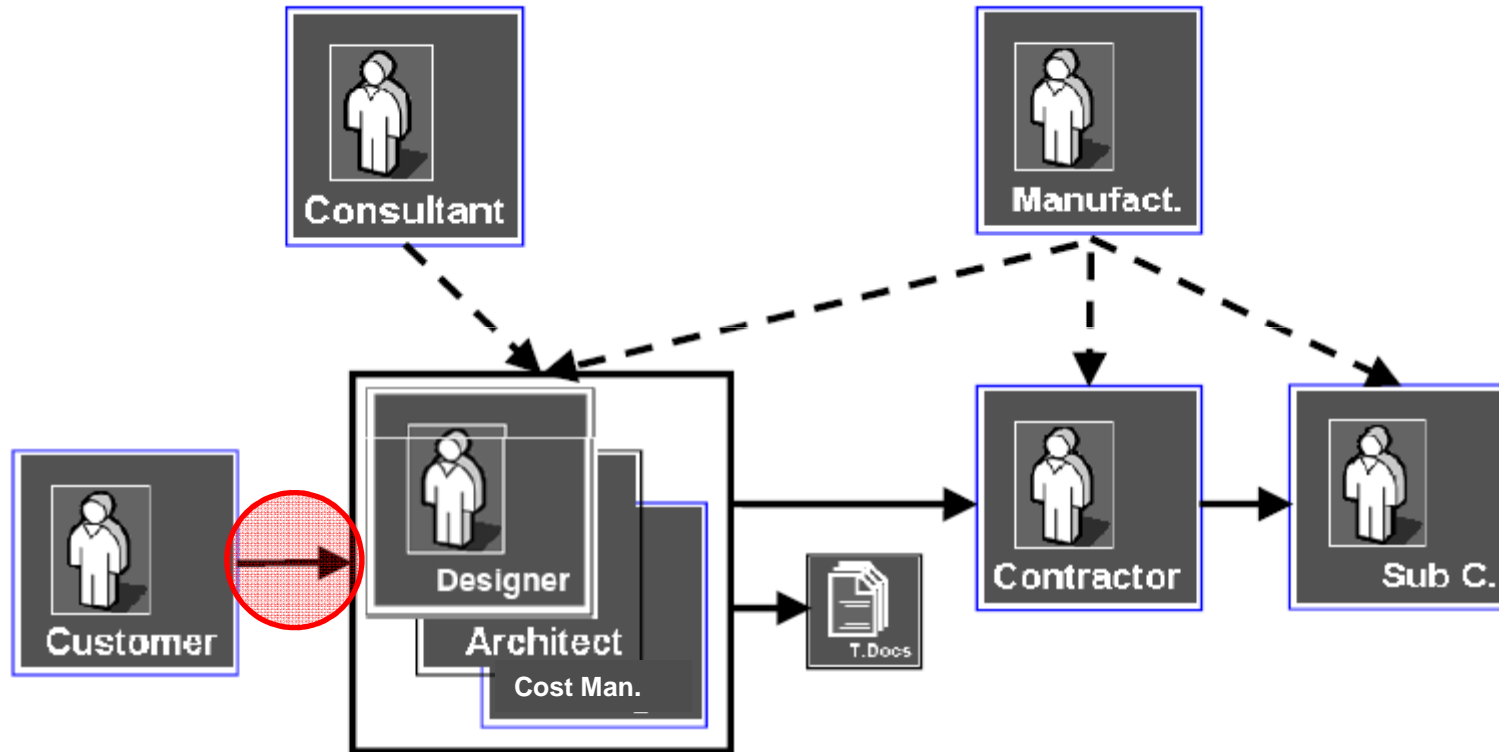 Consultant
Manufact.
Customer
Designer
Architect
Cost Man.
T.Docs
Contractor
Sub C.